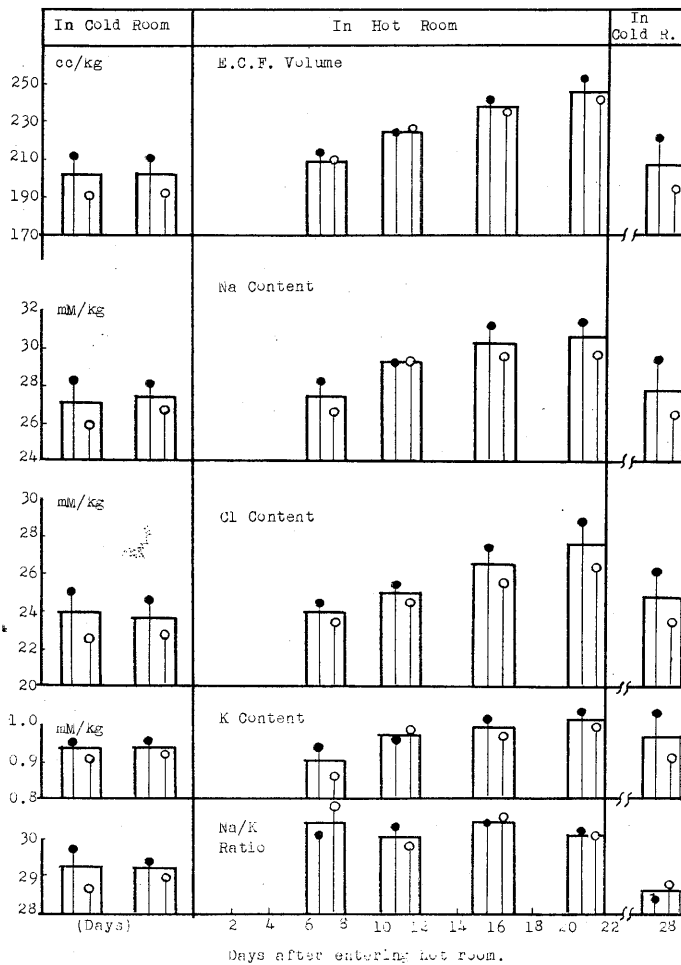 In Cold Room
In Hot Room
In Cold R.
cc/kg
E.C.F. Volume
250
230
210
190
170
mM/kg
Na Content
32
30
28
26
24
mM/kg
Cl Content
30
28
26
24
22
20
mM/kg
K Content
1.0
0.9
0.8
Na/K
Ratio
30
29
28
(Days)
2 4 6 8 10 12 14 16 18 20 22 28
Days after entering hot room.